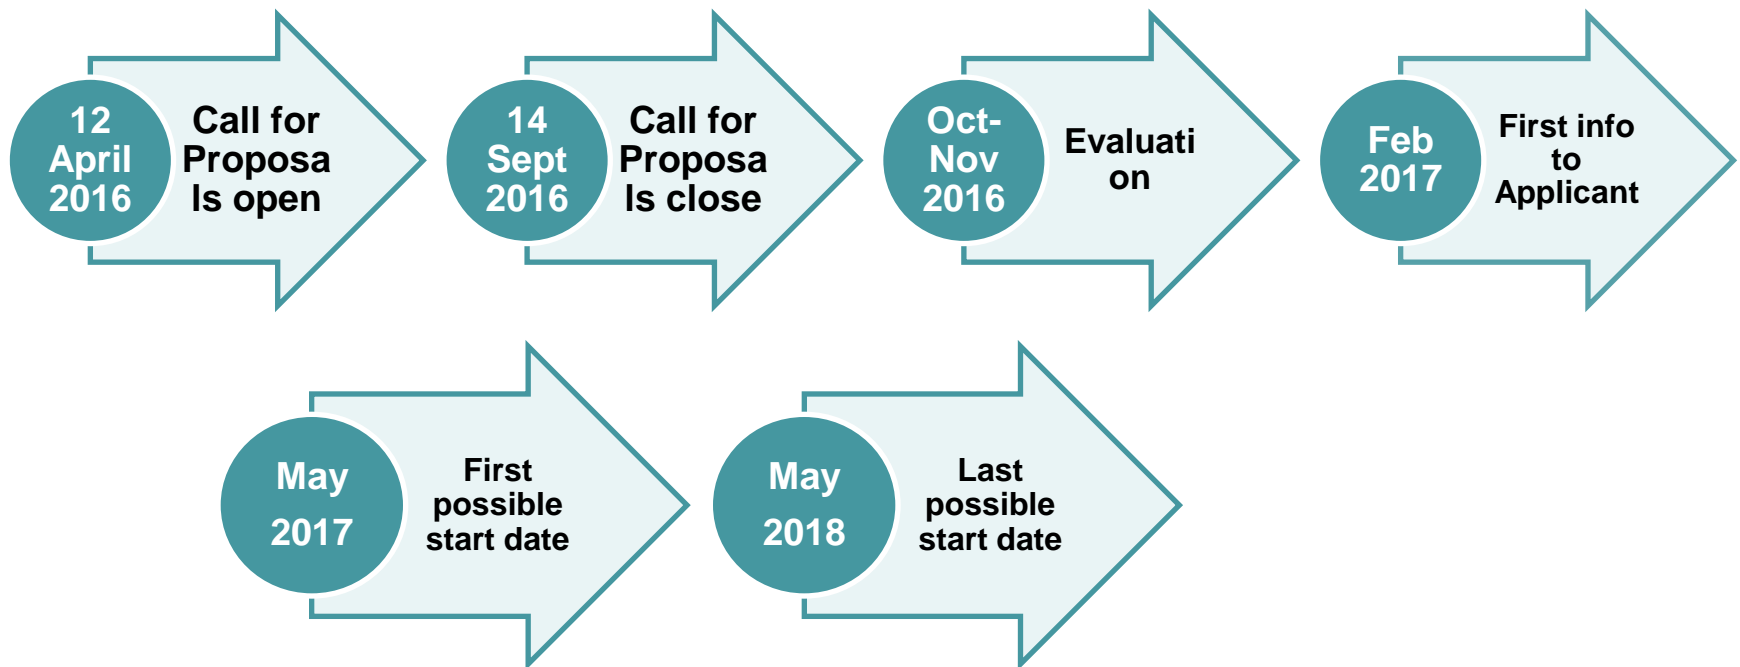 12
April
2016
Call for
Proposa
ls open
14
Sept
2016
Call for
Proposa
ls close
Oct-
Nov
2016
Evaluati
on
Feb
2017
First info
to
Applicant
May
2017
First
possible
start date
May
2018
Last
possible
start date